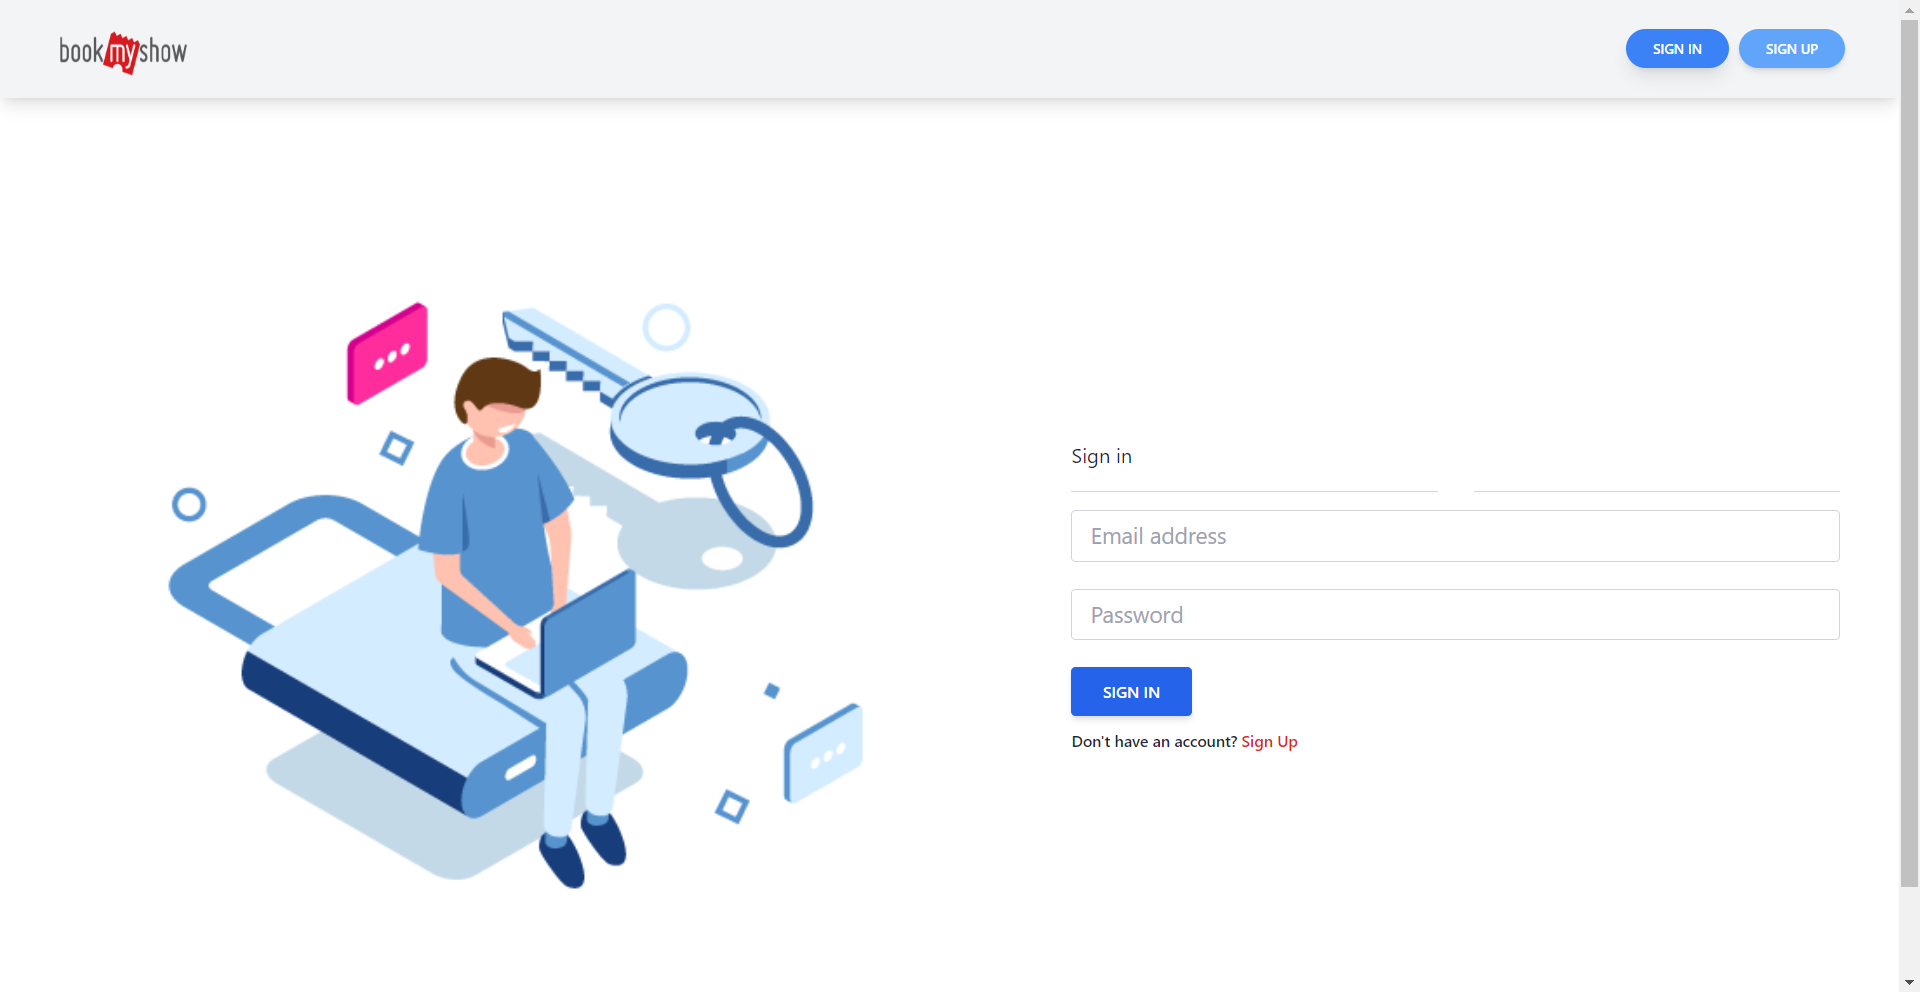 bookmyshow
SIGN IN
SIGN UP
Sign in
Email address
Password
SIGN IN
Don't have an account? Sign Up